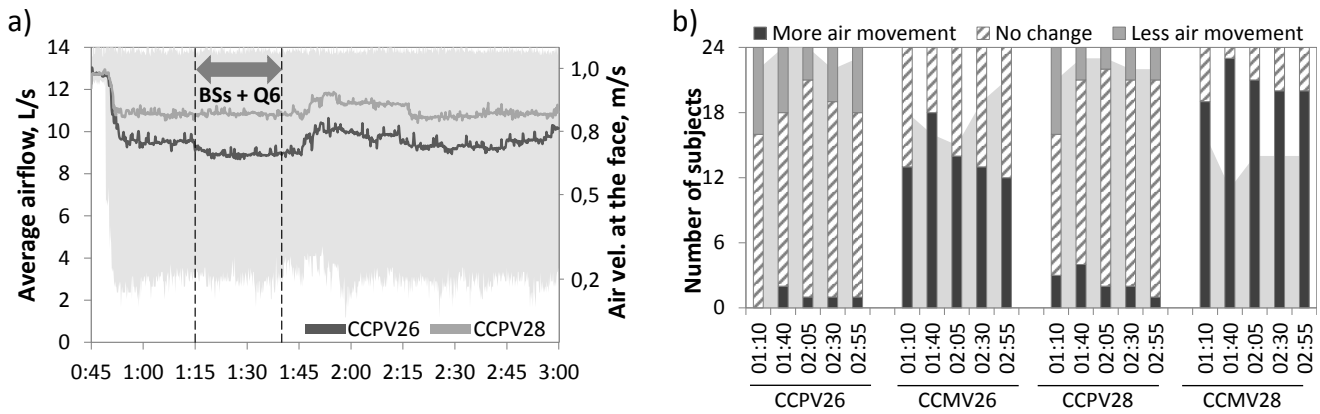 a)
Average airflow, L/s
14
12
10
8
6
4
2
0
0:45 1:00 1:15 1:30 1:45 2:00 2:15 2:30 2:45 3:00
BSs + Q6
CCPV26 CCPV28
1,0
0,8
0,5
0,2
Air vel. at the face, m/s
b)
More air movement No change Less air movement
Number of subjects
24
18
12
6
0
01:10 01:40 02:05 02:30 02:55 01:10 01:40 02:05 02:30 02:55 01:10 01:40 02:05 02:30 02:55 01:10 01:40 02:05 02:30 02:55
CCPV26 CCMV26 CCPV28 CCMV28